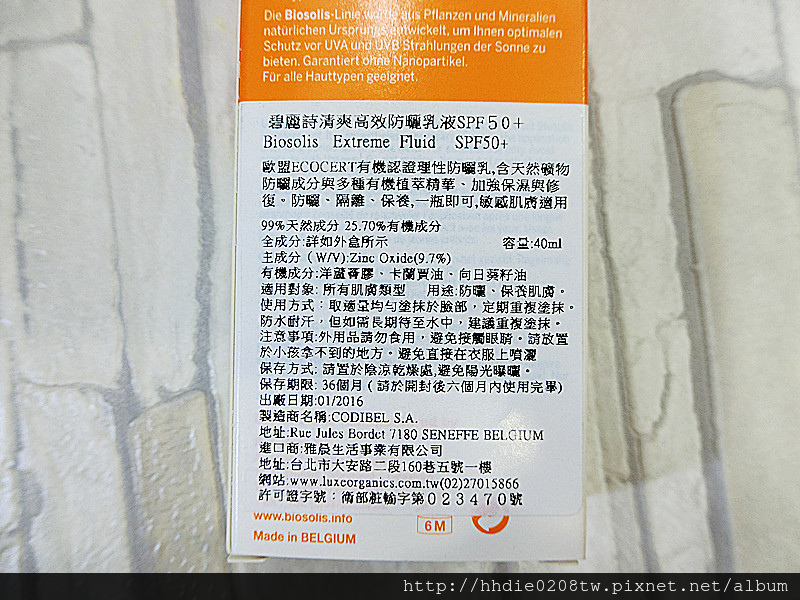 Die Biosolis-Linie wurde aus Pflanzen und Mineralien
natürlichen Ursprungs entwickelt, um Ihnen optimalen
Schutz vor UVA und UVB Strahlungen der Sonne zu
bieten. Garantiert ohne Nanopartikel.
Für alle Hauttypen geeignet.
碧麗詩清爽高效防曬乳液SPF50+
Biosolis Extreme Fluid SPF50+
歐盟ECOCERT有機認證理性防曬乳,含天然礦物
防曬成分與多種有機植萃精華、加強保濕與修
復。防曬、隔離、保養,一瓶即可,敏感肌膚適用
99%天然成分 25.70%有機成分
全成分:詳如外盒所示 容量:40ml
主成分(W/V):Zinc Oxide(9.7%)
有機成分:洋蘆薈膠、卡蘭賈油、向日葵籽油
適用對象: 所有肌膚類型 用途:防曬、保養肌膚。
使用方式：取適量均勻塗抹於臉部，定期重複塗抹。
防水耐汗，但如需長期待至水中，建議重複塗抹。
注意事項:外用品請勿食用，避免接觸眼睛。請放置
於小孩拿不到的地方。避免直接在衣服上噴灑
保存方式: 請置於陰涼乾燥處,避免陽光曝曬。
保存期限: 36個月(請於開封後六個月內使用完畢)
出廠日期:01/2016
製造商名稱:CODIBEL S.A.
地址:Rue Jules Bordet 7180 SENEFFE BELGIUM
進口商:雅晨生活事業有限公司
地址:台北市大安路二段160巷五號一樓
網站:www.luxeorganics.com.tw(02)27015866
許可證字號：衛部粧輸字第023470號
www.biosolis.info
6 M
Made in BELGIUM
http://hhdie0208tw.pixnet.net/album